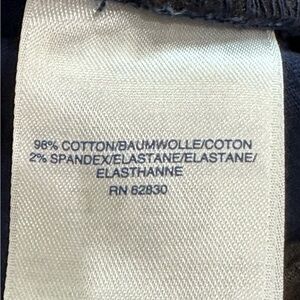 98% COTTON/BAUMWOLLE/COTON
2% SPANDEX/ELASTANE/ELASTANE/
ELASTHANNE
RN 62830